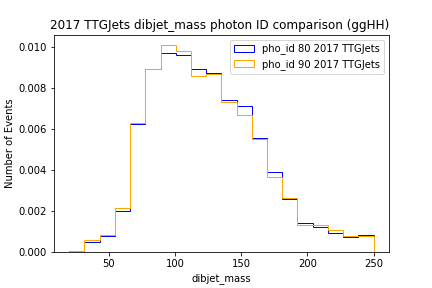 2017 TTGJets dibjet_mass photon ID comparison (ggHH)
pho_id 80 2017 TTGJets
pho_id 90 2017 TTGJets
Number of Events
0.010
0.008
0.006
0.004
0.002
0.000
50 100 150 200 250
dibjet_mass